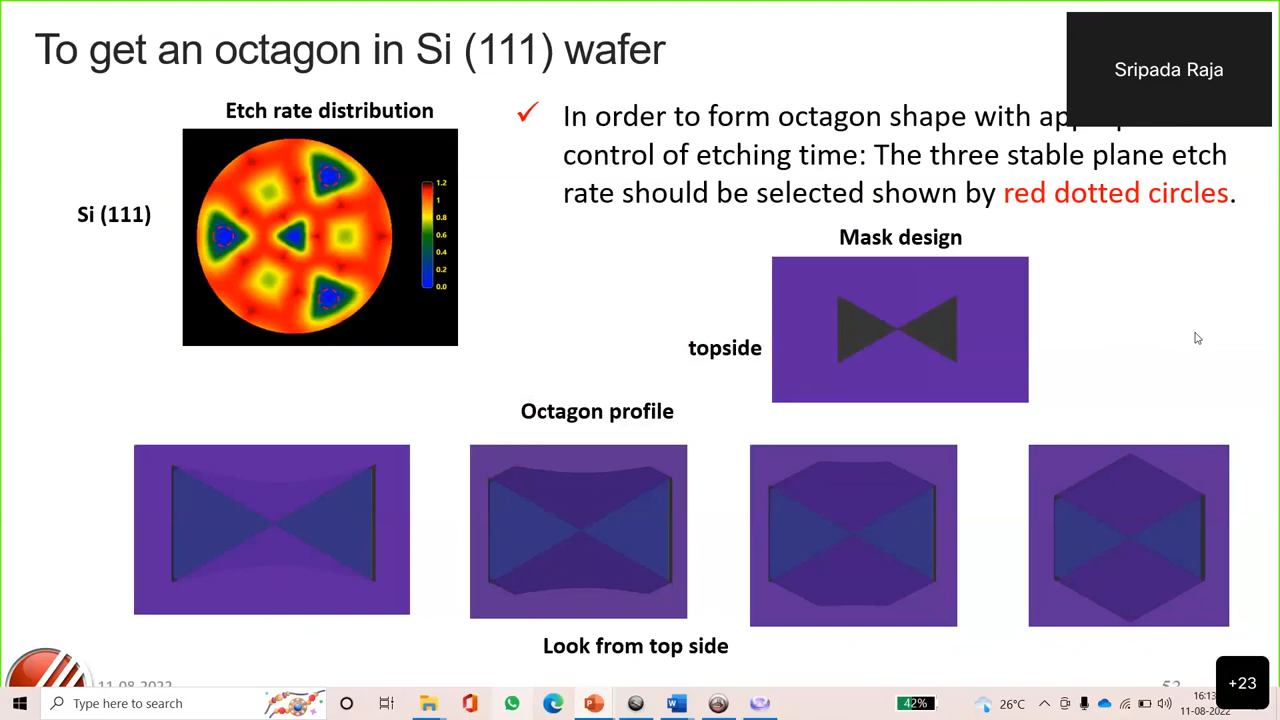 To get an octagon in Si (111) wafer
Sripada Raja
Etch rate distribution
In order to form octagon shape with
control of etching time: The three stable plane etch
rate should be selected shown by red dotted circles.
Si (111)
1.2
1
0.8
0.6
0.4
0.2
0.0
Mask design
topside
Octagon profile
Look from top side
11.08.2022
+23
Type here to search
42%
26°C
16:13
11-08-2022